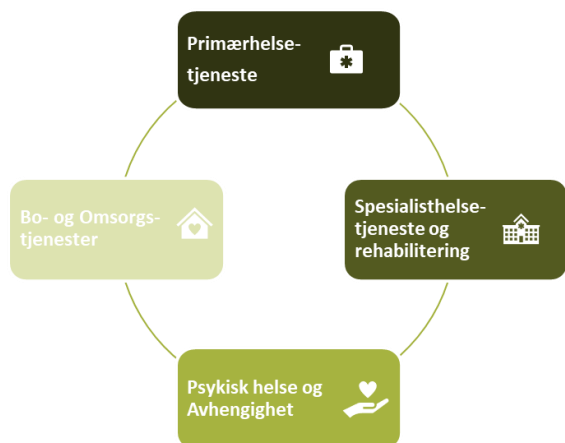 Primærhelse-
tjeneste
Spesialisthelse-
tjeneste og
rehabilitering
Psykisk helse og
Avhengighet
Bo- og Omsorgs-
tjenester